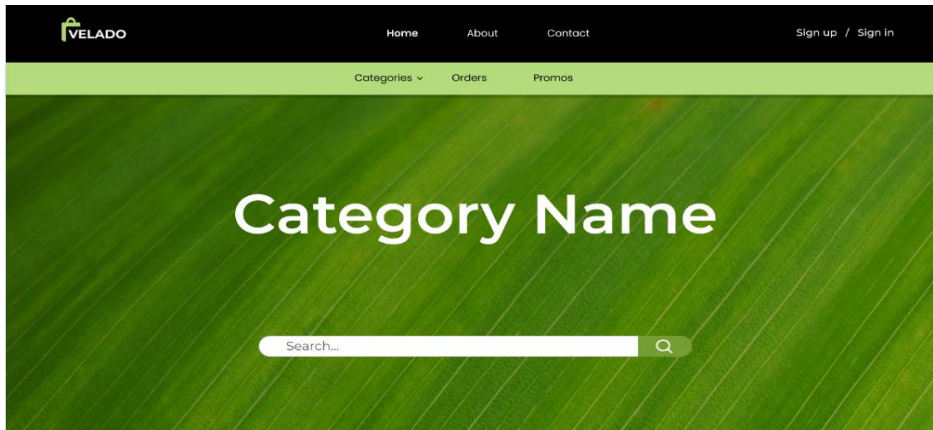 VELADO Home About Contact Sign up / Sign in
Categories Orders Promos
Category Name
Search...